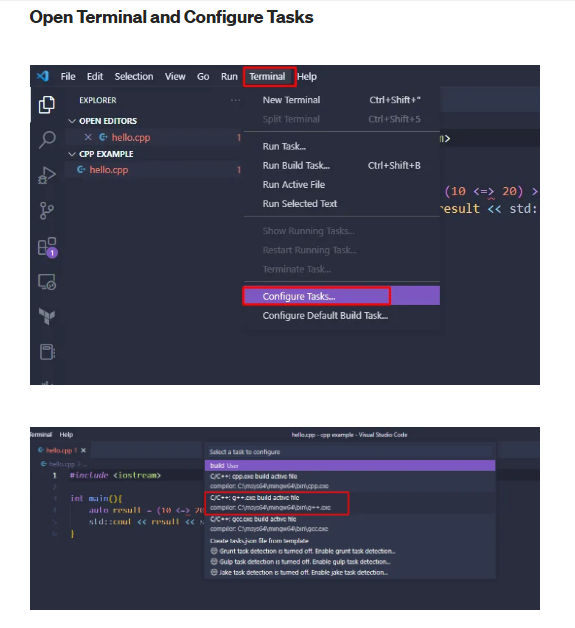 Open Terminal and Configure Tasks
File Edit Selection View Go Run Terminal Help
EXPLORER ...
OPEN EDITORS
hello.cpp 1
CPP EXAMPLE
hello.cpp 1
New Terminal Ctrl+Shift+"
Split Terminal Ctrl+Shift+5
Run Task...
Run Build Task... Ctrl+Shift+B
Run Active File
Run Selected Text
Show Running Tasks...
Restart Running Task...
Terminate Task...
Configure Tasks...
Configure Default Build Task...
>
(10 <=> 20) >
result << std:
1
Terminal Help
hello.cpp - cpp example - Visual Studio Code
hello.cpp 1 ×
hello.cpp
Select a task to configure
build User
C/C++: cpp.exe build active file
compiler: C:\msys64\mingw64\bin\cpp.exe
C/C++: g++.exe build active file
compiler: C:\msys64\mingw64\bin\g++.exe
C/C++: gcc.exe build active file
compiler: C:\msys64\mingw64\bin\gcc.exe
Create tasks.json file from template
Grunt task detection is turned off. Enable grunt task detection...
Gulp task detection is turned off. Enable gulp task detection...
Jake task detection is turned off. Enable jake task detection...
1 #include <iostream>
int main(){
auto result = (10 <=> 20
std::cout << result << s
}